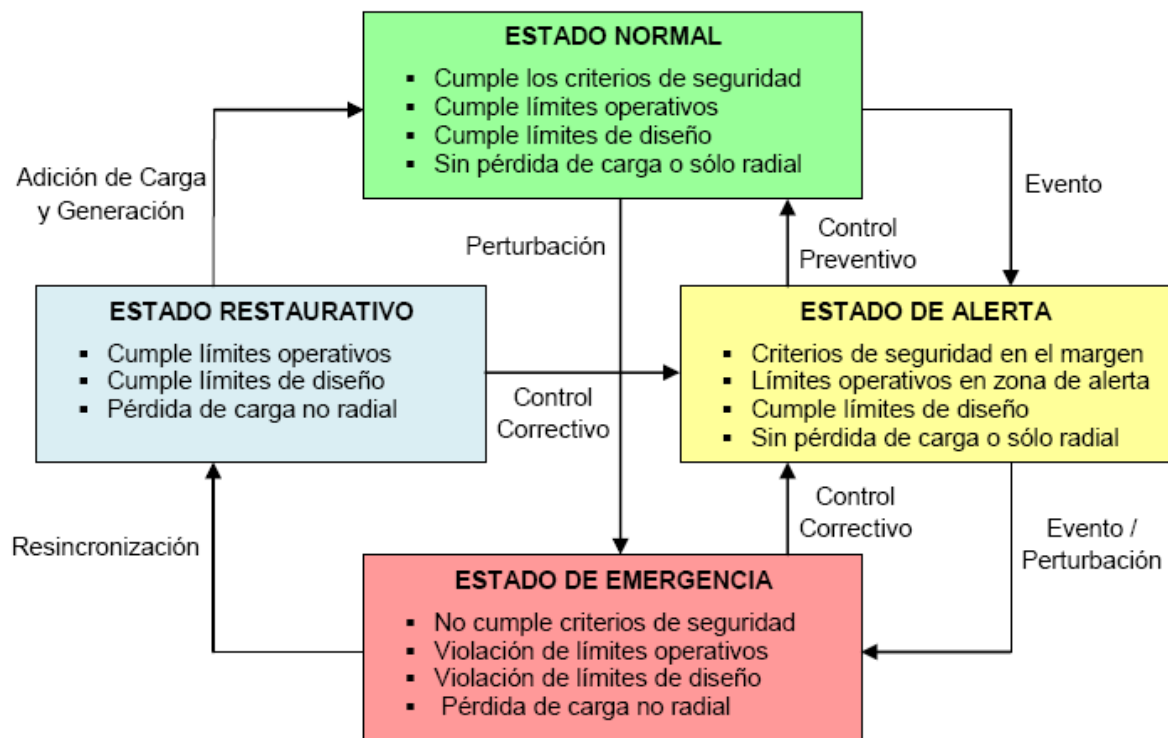 ESTADO NORMAL
▪ Cumple los criterios de seguridad
▪ Cumple límites operativos
▪ Cumple límites de diseño
▪ Sin pérdida de carga o sólo radial
Adición de Carga
y Generación
Evento
Perturbación
Control
Preventivo
ESTADO RESTAURATIVO
▪ Cumple límites operativos
▪ Cumple límites de diseño
▪ Pérdida de carga no radial
Control
Correctivo
ESTADO DE ALERTA
▪ Criterios de seguridad en el margen
▪ Límites operativos en zona de alerta
▪ Cumple límites de diseño
▪ Sin pérdida de carga o sólo radial
Resincronización
Control
Correctivo
Evento /
Perturbación
ESTADO DE EMERGENCIA
▪ No cumple criterios de seguridad
▪ Violación de límites operativos
▪ Violación de límites de diseño
▪ Pérdida de carga no radial